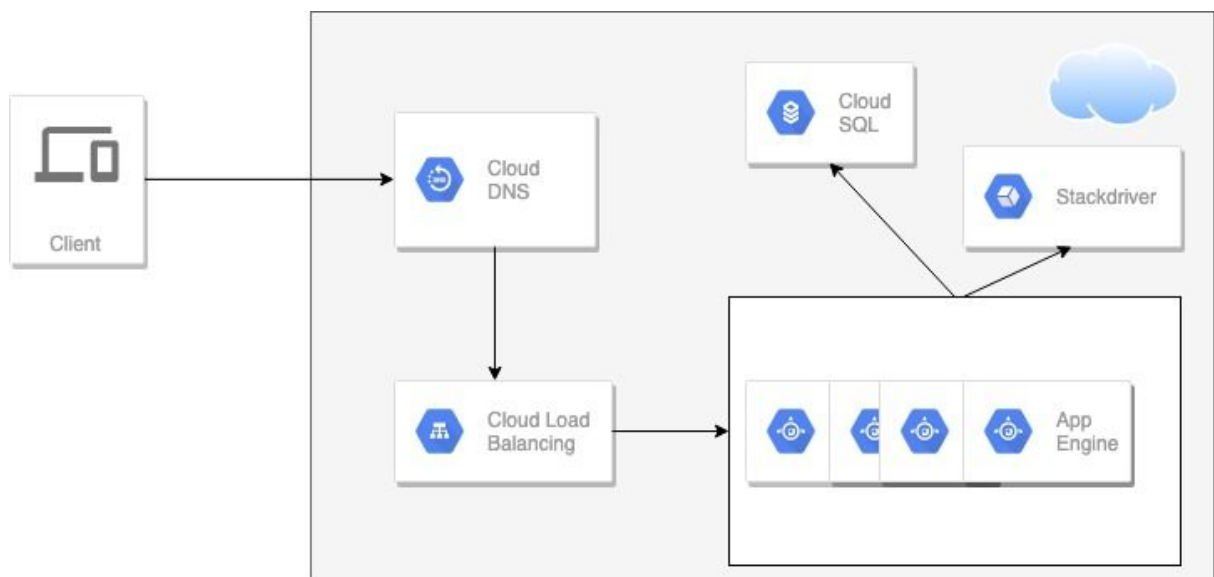 Client
Cloud
DNS
Cloud Load
Balancing
Cloud
SQL
Stackdriver
App
Engine